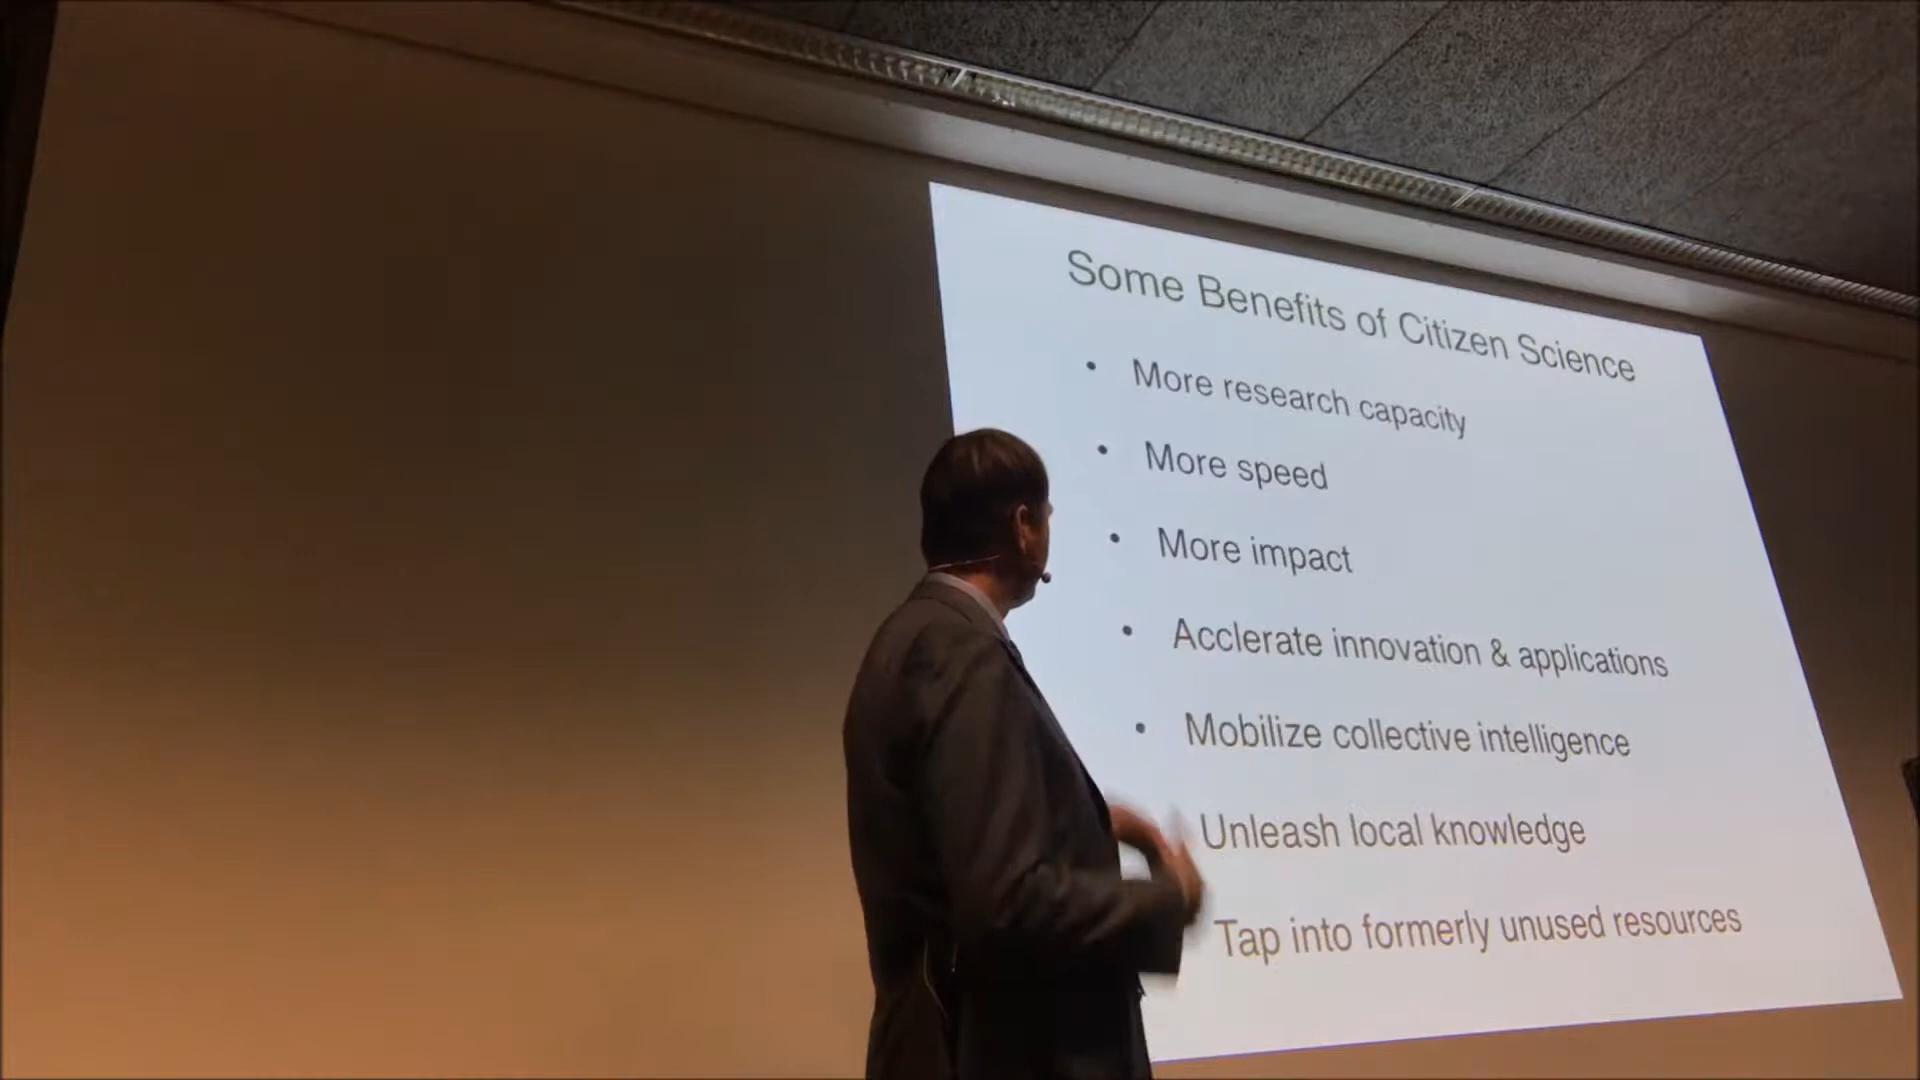 Some Benefits of Citizen Science
• More research capacity
• More speed
• More impact
• Acclerate innovation & applications
• Mobilize collective intelligence
Unleash local knowledge
Tap into formerly unused resources